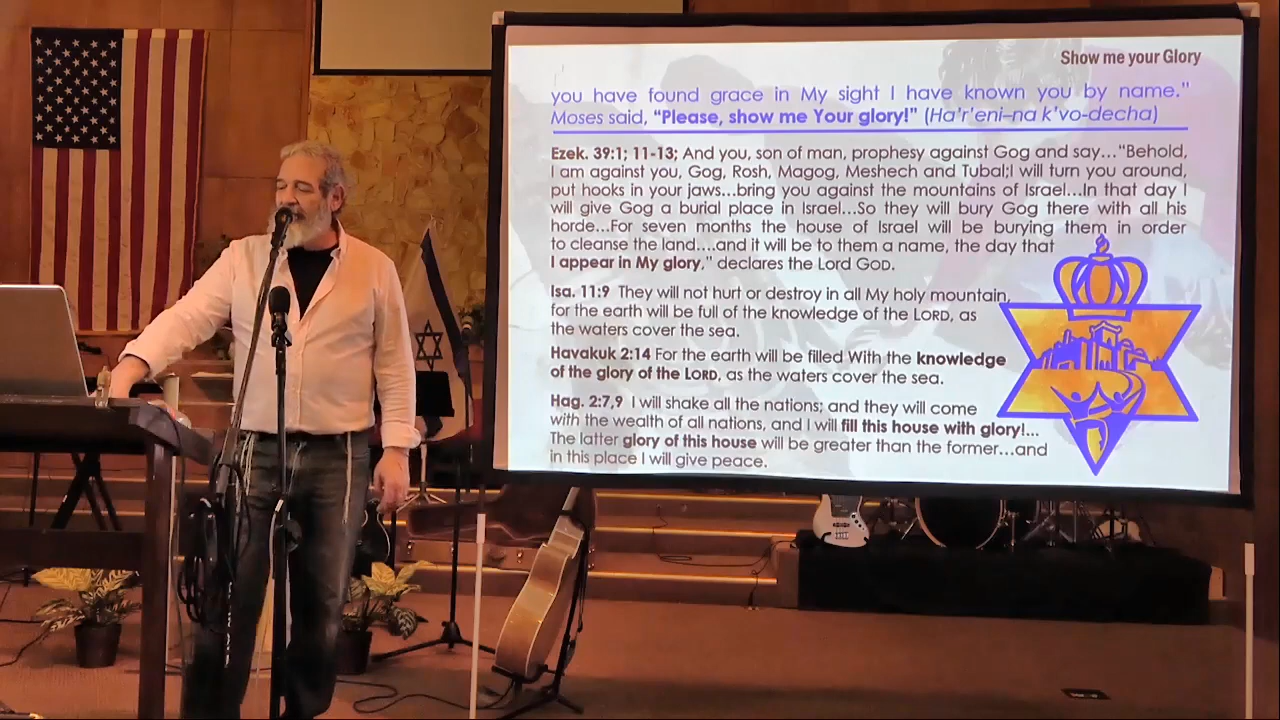 Show me your Glory
you have found grace in My sight I have known you by name."
Moses said, "Please, show me Your glory!" (Ha'r'eni–na k'vo-decha)
Ezek. 39:1; 11-13; And you, son of man, prophesy against Gog and say…"Behold,
I am against you, Gog, Rosh, Magog, Meshech and Tubal;I will turn you around,
put hooks in your jaws…bring you against the mountains of Israel…In that day I
will give Gog a burial place in Israel…So they will bury Gog there with all his
horde…For seven months the house of Israel will be burying them in order
to cleanse the land….and it will be to them a name, the day that
I appear in My glory," declares the Lord GOD.
Isa. 11:9 They will not hurt or destroy in all My holy mountain,
for the earth will be full of the knowledge of the LORD, as
the waters cover the sea.
Havakuk 2:14 For the earth will be filled With the knowledge
of the glory of the LORD, as the waters cover the sea.
Hag. 2:7,9 I will shake all the nations; and they will come
with the wealth of all nations, and I will fill this house with glory!…
The latter glory of this house will be greater than the former…and
in this place I will give peace.